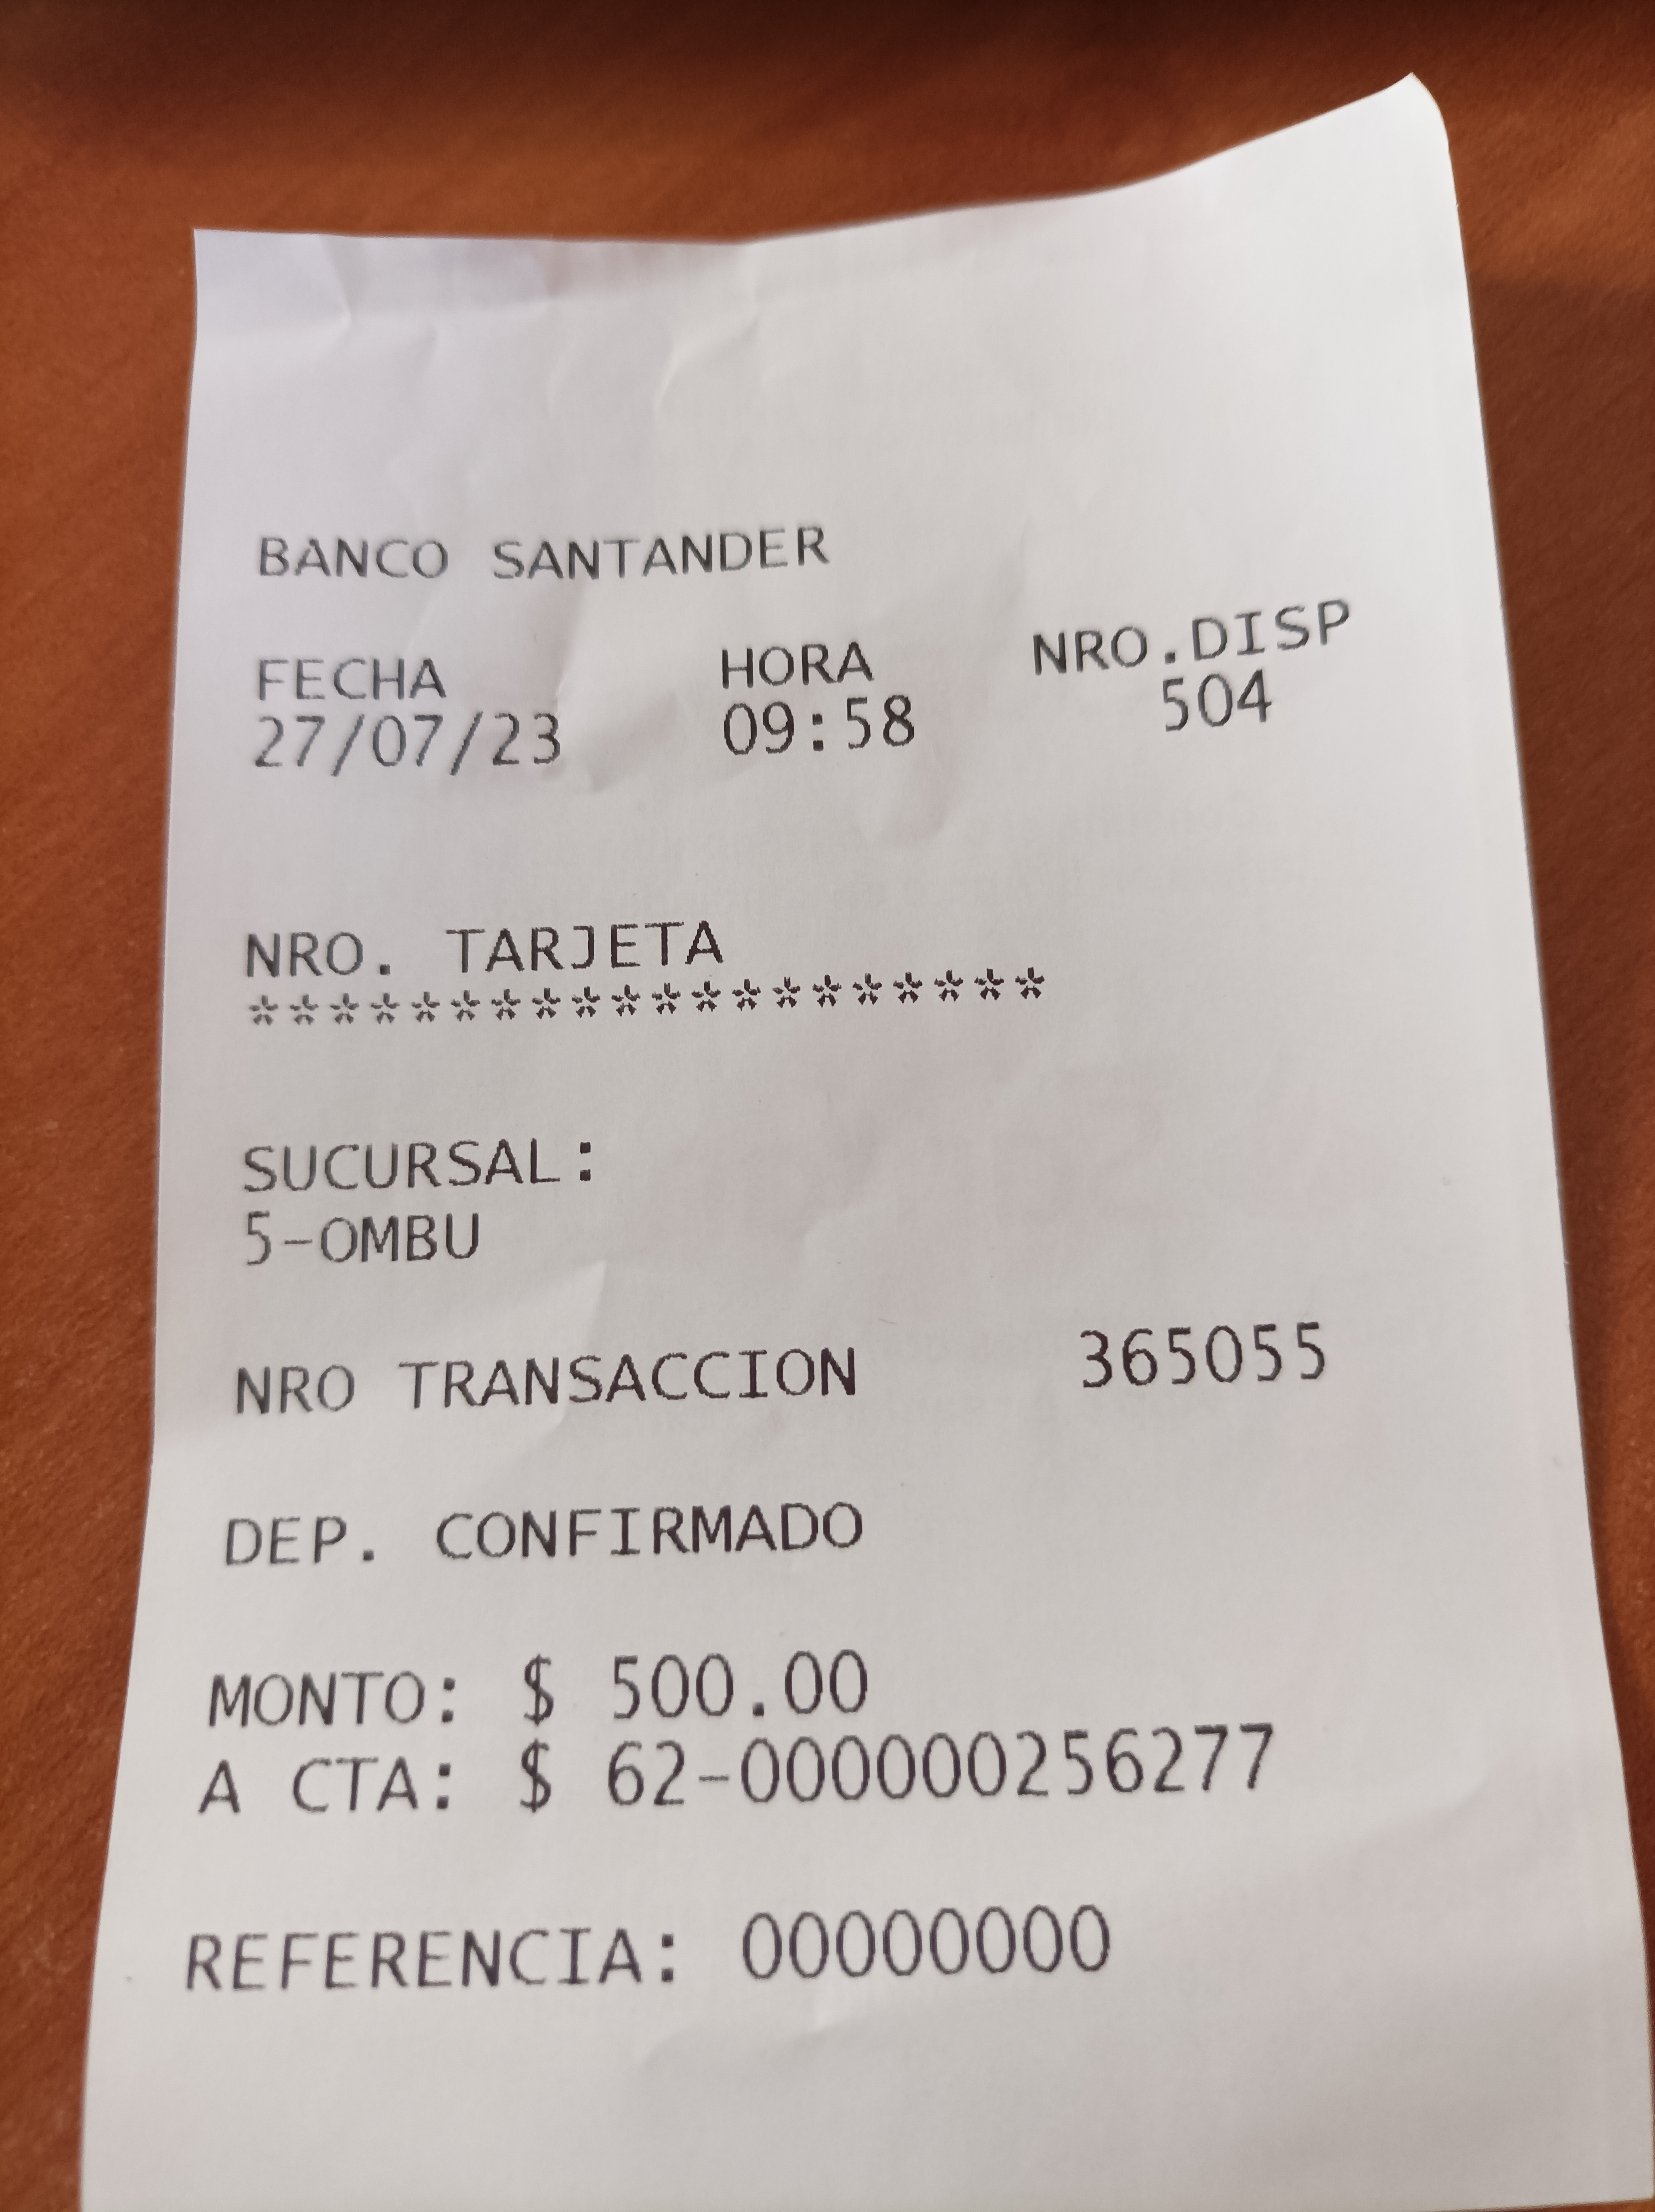 BANCO SANTANDER
FECHA HORA NRO.DISP
27/07/23 09:58 504
NRO. TARJETA
********************
SUCURSAL:
5-OMBU
NRO TRANSACCION 365055
DEP. CONFIRMADO
MONTO: $ 500.00
A CTA: $ 62-000000256277
REFERENCIA: 00000000